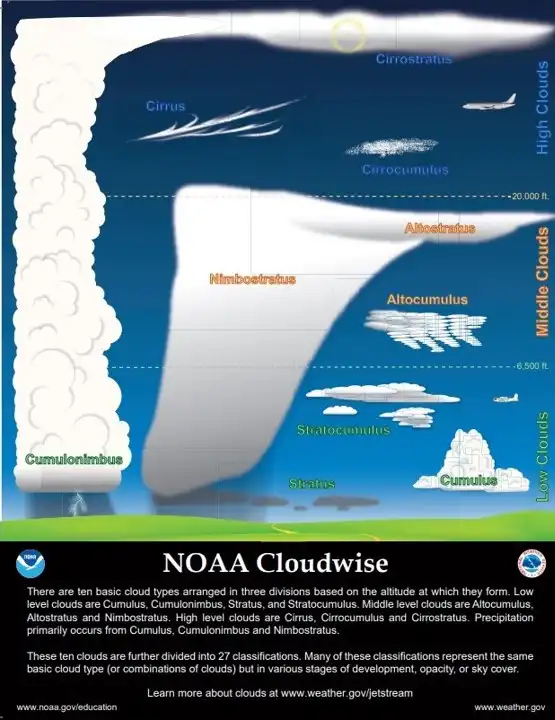 Cirrostratus
High Clouds
Cirrus
Cirrocumulus
20,000 ft.
Altostratus
Middle Clouds
Nimbostratus
Altocumulus
6,500 ft.
Low Clouds
Stratocumulus
Cumulonimbus
Stratus
Cumulus
NOAA
NOAA Cloudwise
There are ten basic cloud types arranged in three divisions based on the altitude at which they form. Low
level clouds are Cumulus, Cumulonimbus, Stratus, and Stratocumulus. Middle level clouds are Altocumulus,
Altostratus and Nimbostratus. High level clouds are Cirrus, Cirrocumulus and Cirrostratus. Precipitation
primarily occurs from Cumulus, Cumulonimbus and Nimbostratus.
These ten clouds are further divided into 27 classifications. Many of these classifications represent the same
basic cloud type (or combinations of clouds) but in various stages of development, opacity, or sky cover.
Learn more about clouds at www.weather.gov/jetstream
www.noaa.gov/education
www.weather.gov